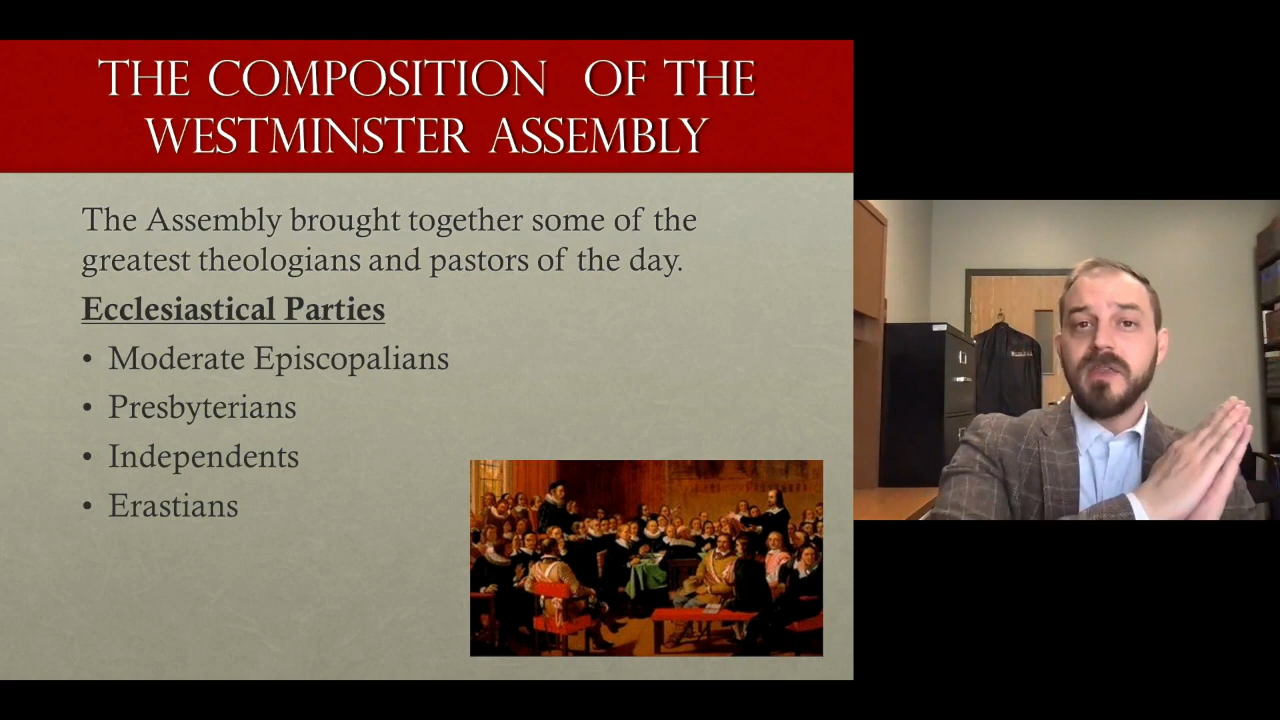 THE COMPOSITION OF THE
WESTMINSTER ASSEMBLY
The Assembly brought together some of the
greatest theologians and pastors of the day.
Ecclesiastical Parties
• Moderate Episcopalians
• Presbyterians
• Independents
• Erastians